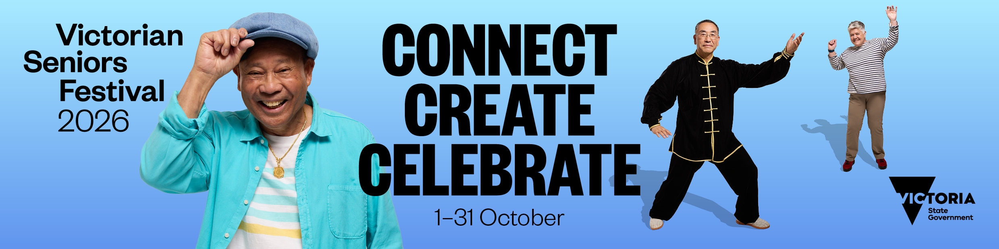 Victorian
Seniors
Festival
2026
CONNECT
CREATE
CELEBRATE
1–31 October
VICTORIA
State
Government